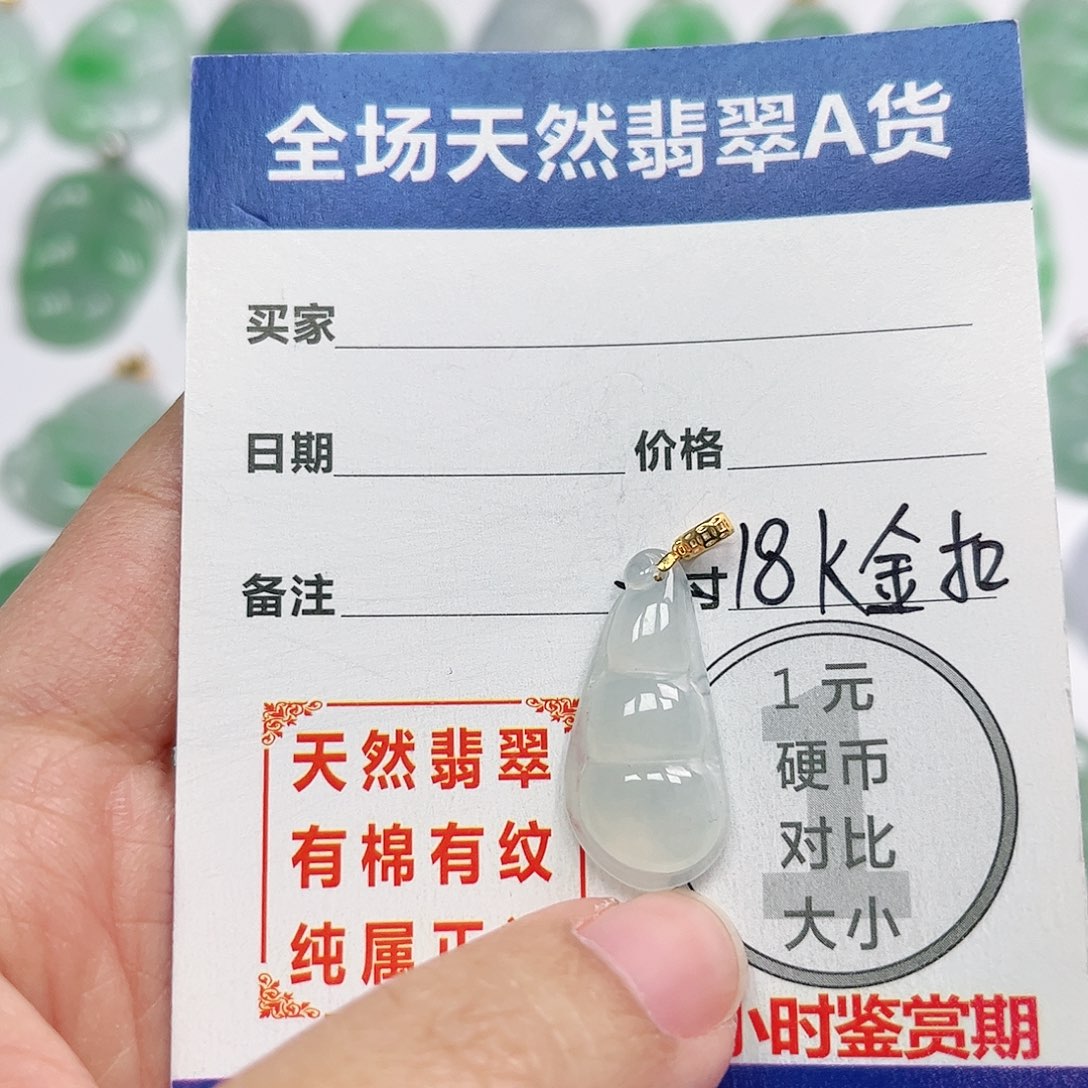 全场天然翡翠A货
买家
日期 价格
备注 寸 18K金扣
天然翡翠
有棉有纹
纯属正
1元
硬币
对比
大小
小时鉴赏期